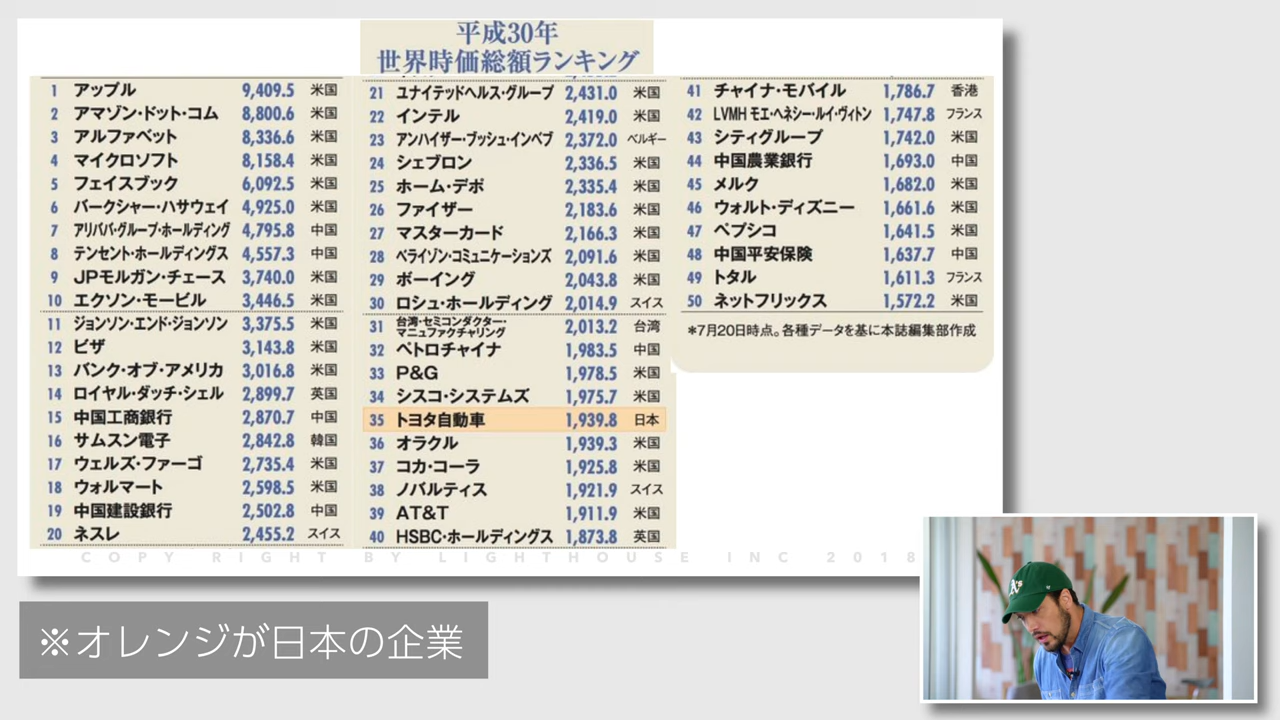 平成30年
世界時価総額ランキング
1 アップル 9,409.5 米国
2 アマゾン・ドット・コム 8,800.6 米国
3 アルファベット 8,336.6 米国
4 マイクロソフト 8,158.4 米国
5 フェイスブック 6,092.5 米国
6 バークシャー・ハサウェイ 4,925.0 米国
7 アリババ・グループ・ホールディング 4,795.8 中国
8 テンセント・ホールディングス 4,557.3 中国
9 JPモルガン・チェース 3,740.0 米国
10 エクソン・モービル 3,446.5 米国
11 ジョンソン・エンド・ジョンソン 3,375.5 米国
12 ビザ 3,143.8 米国
13 バンク・オブ・アメリカ 3,016.8 米国
14 ロイヤル・ダッチ・シェル 2,899.7 英国
15 中国工商銀行 2,870.7 中国
16 サムスン電子 2,842.8 韓国
17 ウェルズ・ファーゴ 2,735.4 米国
18 ウォルマート 2,598.5 米国
19 中国建設銀行 2,502.8 中国
20 ネスレ 2,455.2 スイス
21 ユナイテッドヘルス・グループ 2,431.0 米国
22 インテル 2,419.0 米国
23 アンハイザー・ブッシュ・インベブ 2,372.0 ベルギー
24 シェブロン 2,336.5 米国
25 ホーム・デポ 2,335.4 米国
26 ファイザー 2,183.6 米国
27 マスターカード 2,166.3 米国
28 ベライゾン・コミュニケーションズ 2,091.6 米国
29 ボーイング 2,043.8 米国
30 ロシュ・ホールディング 2,014.9 スイス
31 台湾・セミコンダクター・
マニュファクチャリング 2,013.2 台湾
32 ペトロチャイナ 1,983.5 中国
33 P&G 1,978.5 米国
34 シスコ・システムズ 1,975.7 米国
35 トヨタ自動車 1,939.8 日本
36 オラクル 1,939.3 米国
37 コカ・コーラ 1,925.8 米国
38 ノバルティス 1,921.9 スイス
39 AT&T 1,911.9 米国
40 HSBC・ホールディングス 1,873.8 英国
41 チャイナ・モバイル 1,786.7 香港
42 LVMH モエ・ヘネシー・ルイ・ヴィトン 1,747.8 フランス
43 シティグループ 1,742.0 米国
44 中国農業銀行 1,693.0 中国
45 メルク 1,682.0 米国
46 ウォルト・ディズニー 1,661.6 米国
47 ペプシコ 1,641.5 米国
48 中国平安保険 1,637.7 中国
49 トタル 1,611.3 フランス
50 ネットフリックス 1,572.2 米国
*7月20日時点。各種データを基に本誌編集部作成
COPY RIGHT BY LIGHTHOUSE INC 2018
※オレンジが日本の企業
A's